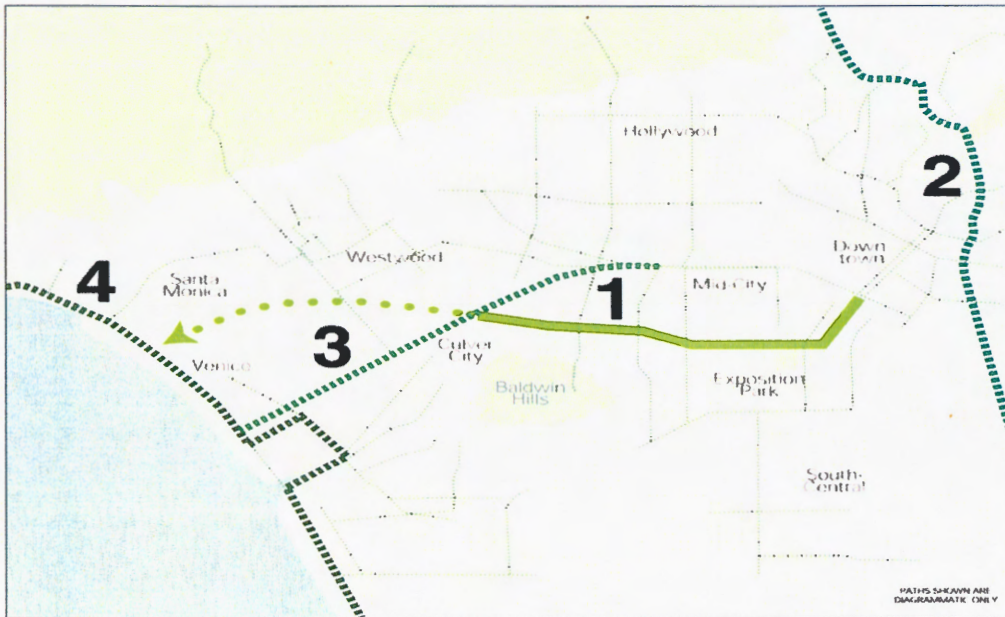 2
Hollywood
Down
town
4
Santa
Monica
Westwood
1
Mid-City
3
Culver
City
Venice
Baldwin
Hills
Exposition
Park
South-
Central
PATHS SHOWN ARE
DIAGRAMMATIC ONLY